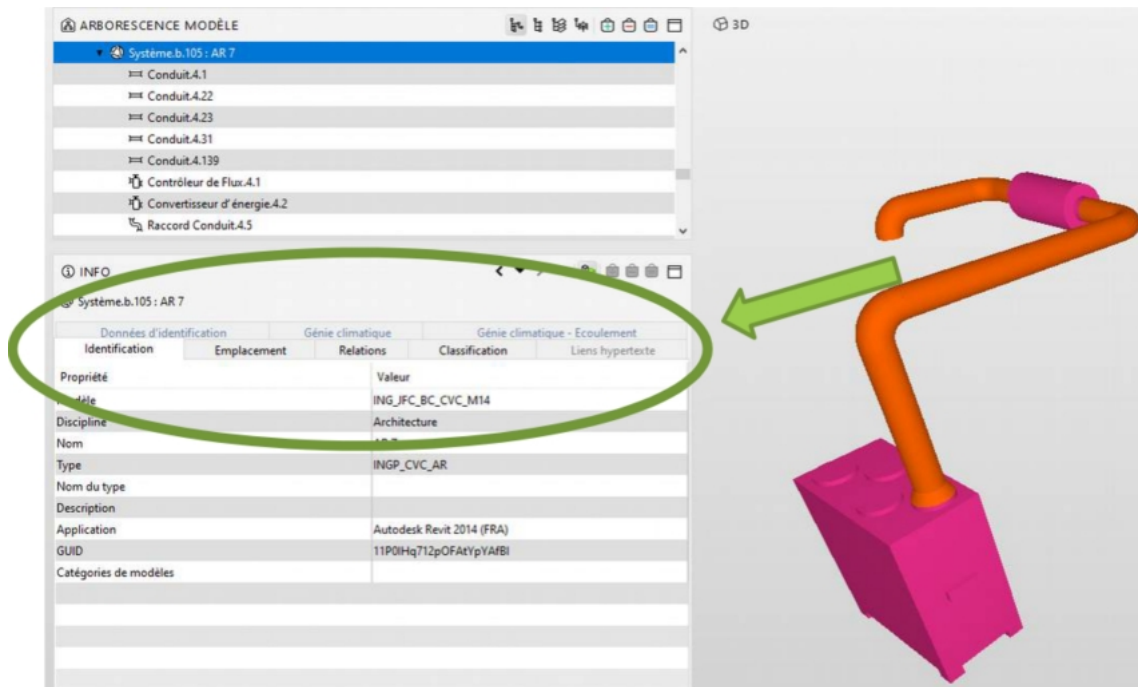 ARBORESCENCE MODÈLE
3D
Système.b.105 : AR 7
Conduit.4.1
Conduit.4.22
Conduit.4.23
Conduit.4.31
Conduit.4.139
Contrôleur de Flux.4.1
Convertisseur d'énergie.4.2
Raccord Conduit.4.5
INFO
Système.b.105 : AR 7
Données d'identification Génie climatique Génie climatique - Ecoulement
Identification Emplacement Relations Classification Liens hypertexte
Propriété Valeur
Modèle ING_JFC_BC_CVC_M14
Discipline Architecture
Nom AR 7
Type INGP_CVC_AR
Nom du type
Description
Application Autodesk Revit 2014 (FRA)
GUID
Catégories de modèles